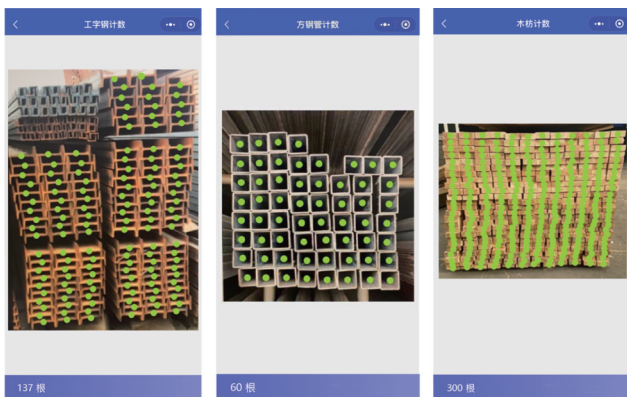 工字钢计数
137 根
方钢管计数
60 根
木枋计数
300 根